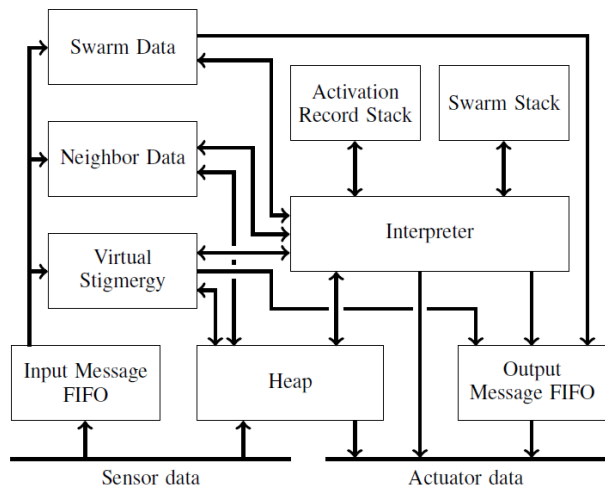 Swarm Data
Activation
Record Stack
Swarm Stack
Neighbor Data
Interpreter
Virtual
Stigmergy
Input Message
FIFO
Heap
Output
Message FIFO
Sensor data
Actuator data